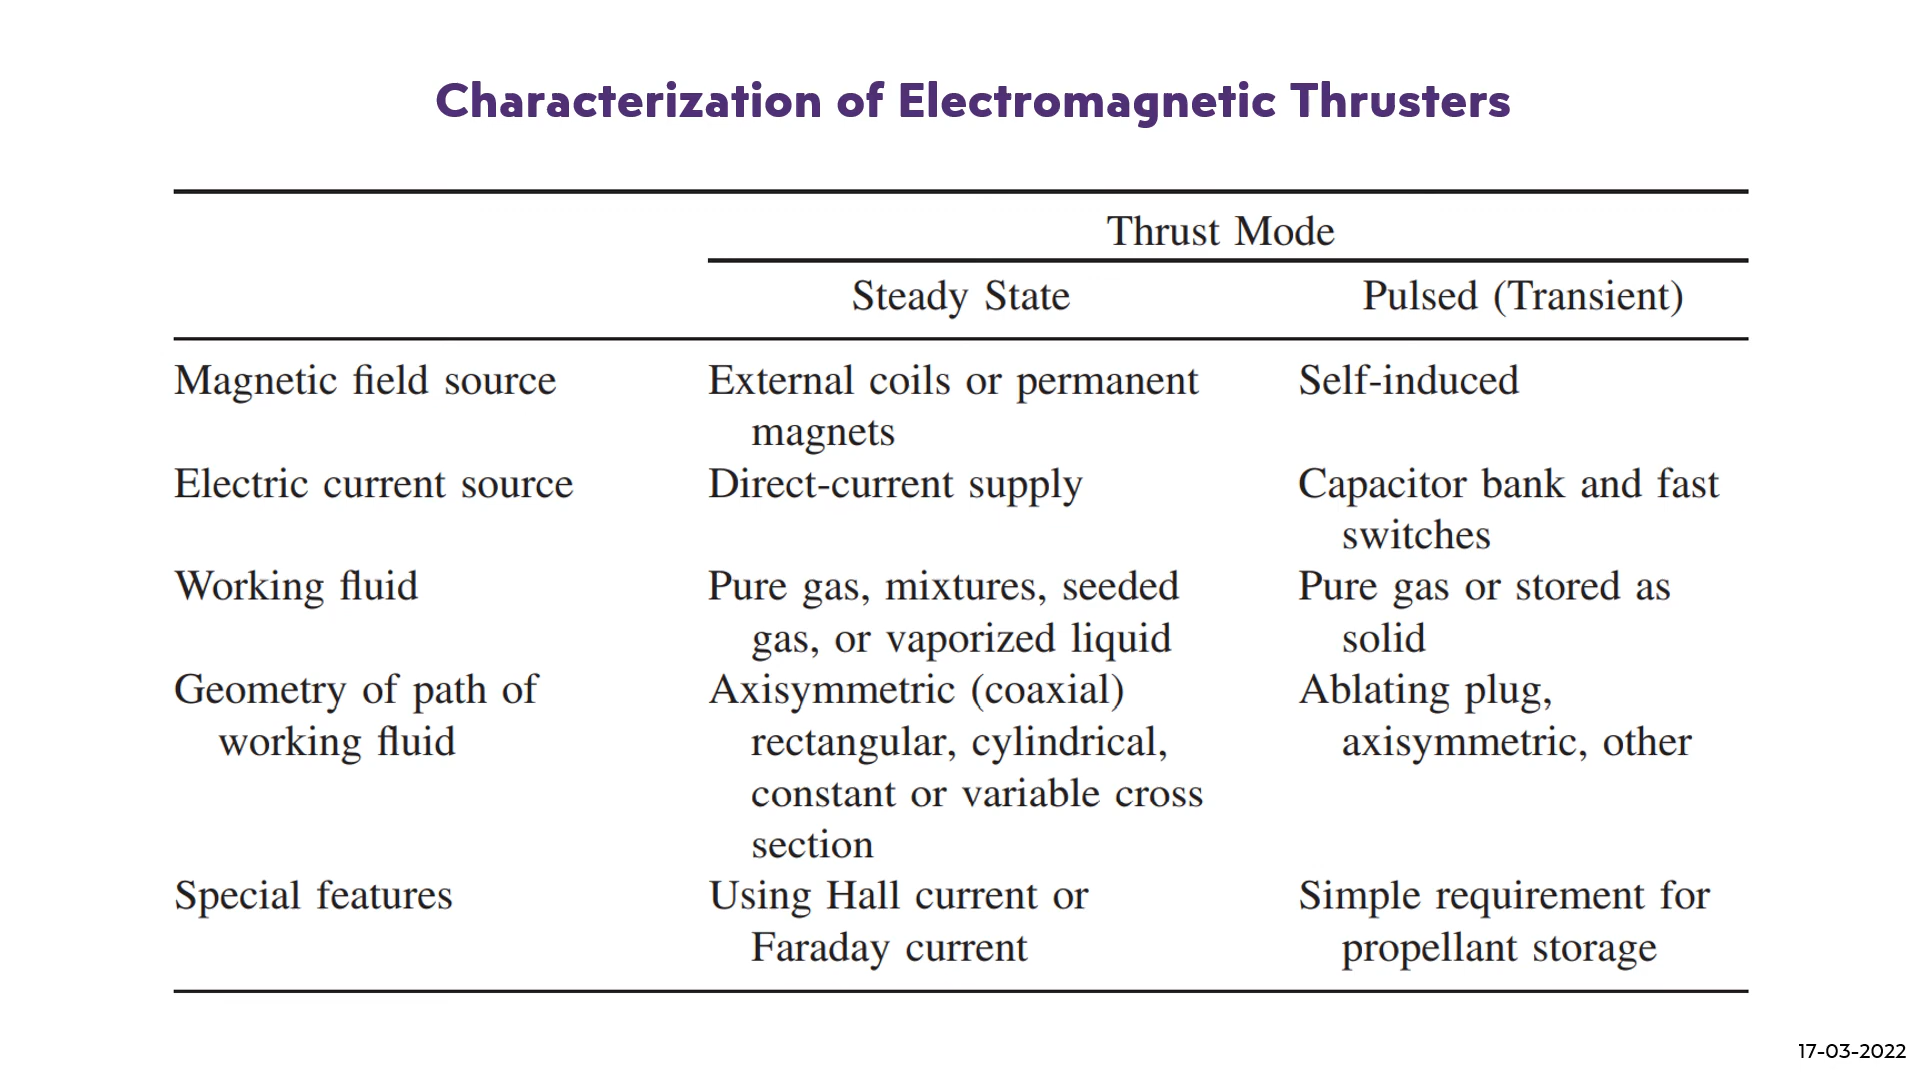 Characterization of Electromagnetic Thrusters
Thrust Mode
Steady State Pulsed (Transient)
Magnetic field source External coils or permanent Self-induced
magnets
Electric current source Direct-current supply Capacitor bank and fast
switches
Working fluid Pure gas, mixtures, seeded Pure gas or stored as
gas, or vaporized liquid solid
Geometry of path of Axisymmetric (coaxial) Ablating plug,
working fluid rectangular, cylindrical, axisymmetric, other
constant or variable cross
section
Special features Using Hall current or Simple requirement for
Faraday current propellant storage
17-03-2022